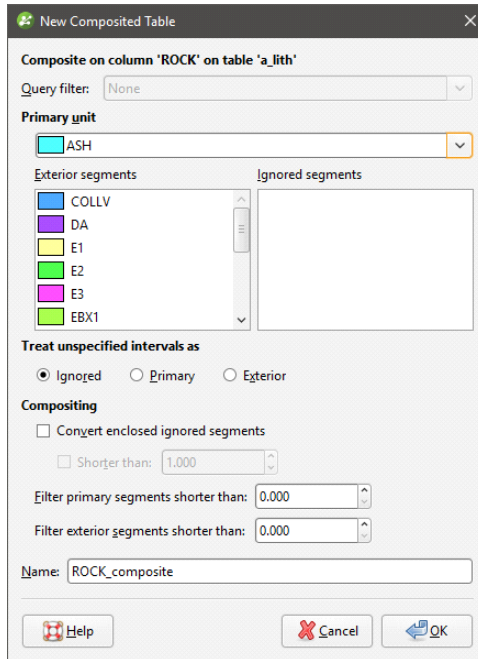 New Composited Table
Composite on column 'ROCK' on table 'a_lith'
Query filter: None
Primary unit
ASH
Exterior segments Ignored segments
COLLV
DA
E1
E2
E3
EBX1
Treat unspecified intervals as
Ignored Primary Exterior
Compositing
Convert enclosed ignored segments
Shorter than: 1.000
Filter primary segments shorter than: 0.000
Filter exterior segments shorter than: 0.000
Name: ROCK_composite
Help Cancel OK